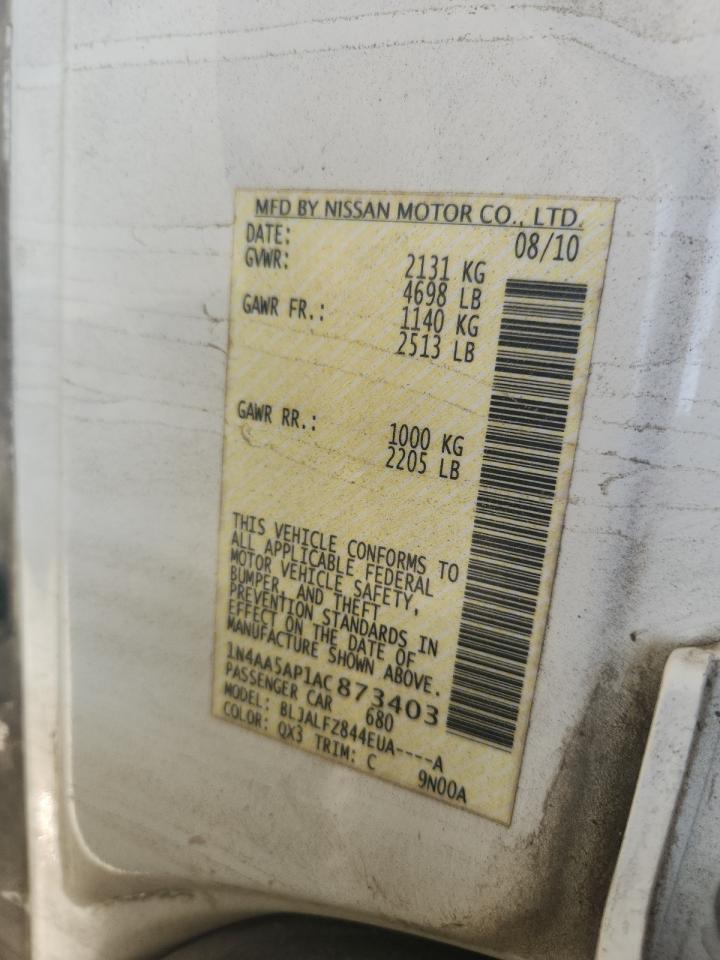 MFD BY NISSAN MOTOR CO., LTD.
DATE: 08/10
GVWR: 2131 KG
4698 LB
GAWR FR.: 1140 KG
2513 LB
GAWR RR.: 1000 KG
2205 LB
THIS VEHICLE CONFORMS TO
ALL APPLICABLE FEDERAL
MOTOR VEHICLE SAFETY,
BUMPER, AND THEFT
PREVENTION STANDARDS IN
EFFECT ON THE DATE OF
MANUFACTURE SHOWN ABOVE.
1N4AA5AP1AC873403
PASSENGER CAR 680
MODEL: BLJALFZ844EUA----A
COLOR: QX3 TRIM: C 9N00A